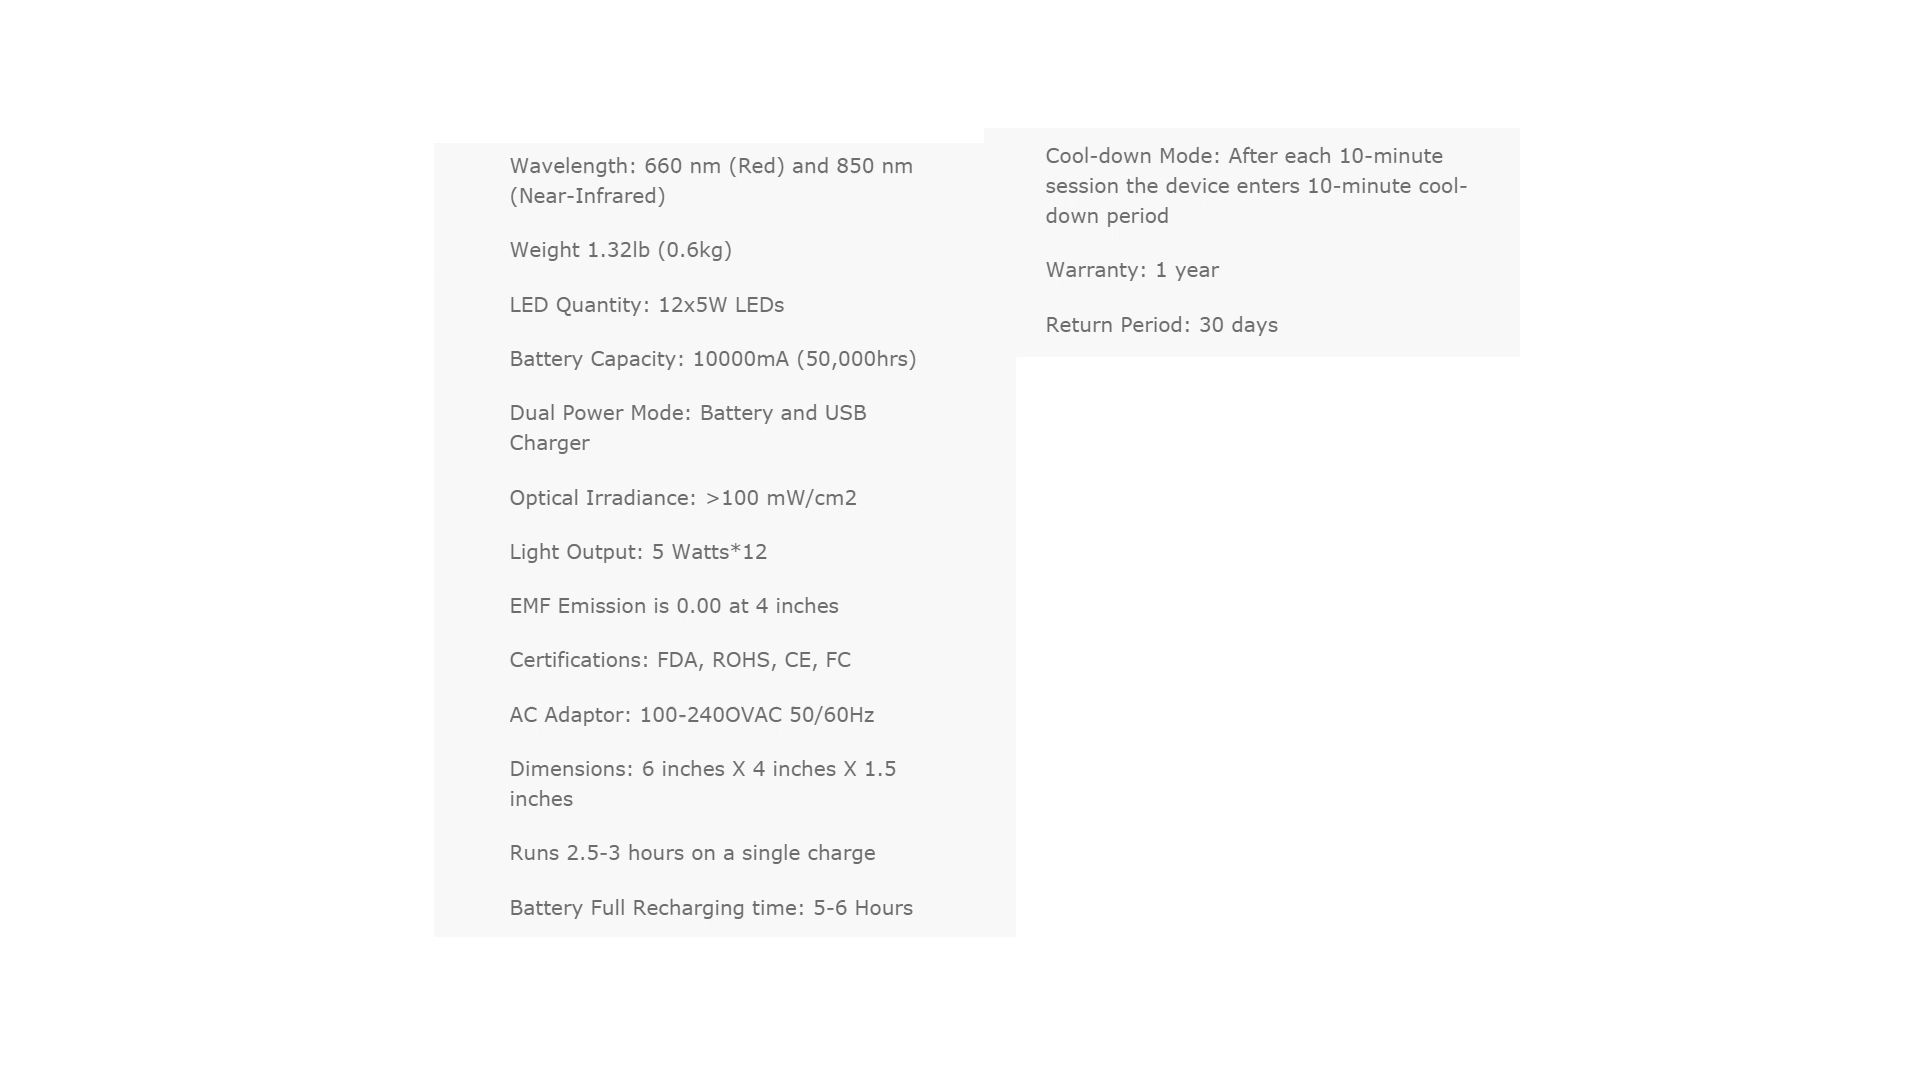 Wavelength: 660 nm (Red) and 850 nm
(Near-Infrared)
Weight 1.32lb (0.6kg)
LED Quantity: 12x5W LEDs
Battery Capacity: 10000mA (50,000hrs)
Dual Power Mode: Battery and USB
Charger
Optical Irradiance: >100 mW/cm2
Light Output: 5 Watts*12
EMF Emission is 0.00 at 4 inches
Certifications: FDA, ROHS, CE, FC
AC Adaptor: 100-240OVAC 50/60Hz
Dimensions: 6 inches X 4 inches X 1.5
inches
Runs 2.5-3 hours on a single charge
Battery Full Recharging time: 5-6 Hours
Cool-down Mode: After each 10-minute
session the device enters 10-minute cool-
down period
Warranty: 1 year
Return Period: 30 days